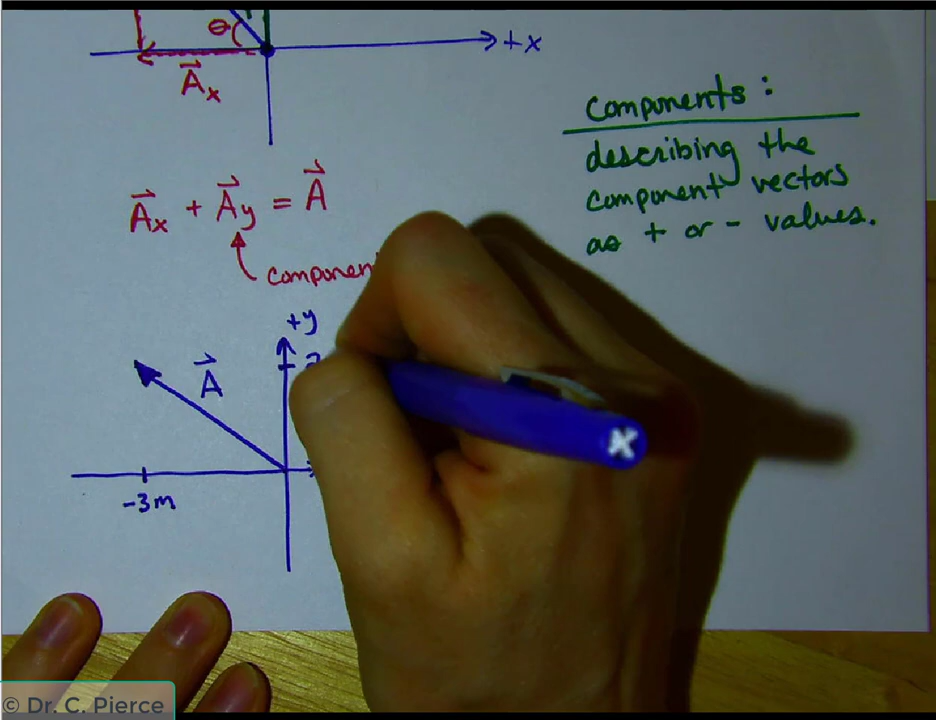 θ
+x
A⃗x
Components:
describing the
component vectors
as + or - values.
A⃗x + A⃗y = A⃗
+y
A⃗
-3m
© Dr. C. Pierce